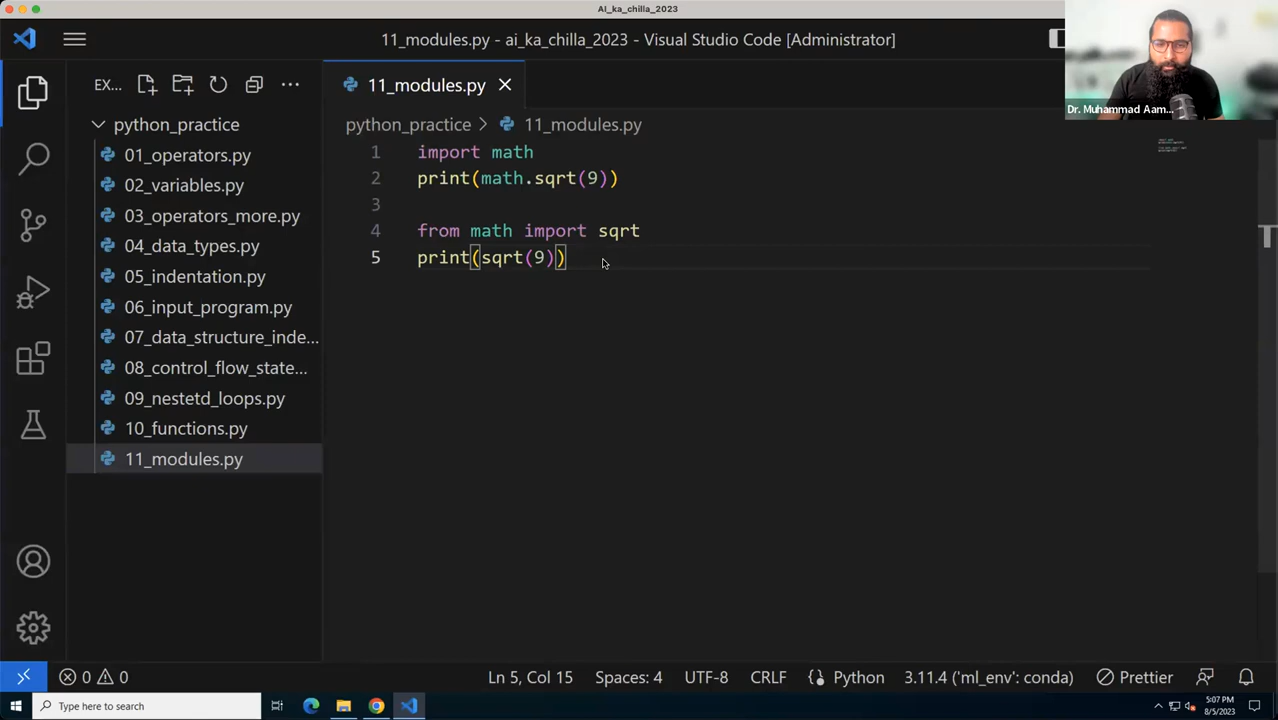 AI_ka_chilla_2023
11_modules.py - ai_ka_chilla_2023 - Visual Studio Code [Administrator]
Dr. Muhammad Aam...
EX...
python_practice
01_operators.py
02_variables.py
03_operators_more.py
04_data_types.py
05_indentation.py
06_input_program.py
07_data_structure_inde...
08_control_flow_state...
09_nestetd_loops.py
10_functions.py
11_modules.py
11_modules.py
python_practice > 11_modules.py
1 import math
2 print(math.sqrt(9))
3
4 from math import sqrt
5 print(sqrt(9))
0 0
Ln 5, Col 15
Spaces: 4
UTF-8
CRLF
Python
3.11.4 ('ml_env': conda)
Prettier
Type here to search
5:07 PM
8/5/2023